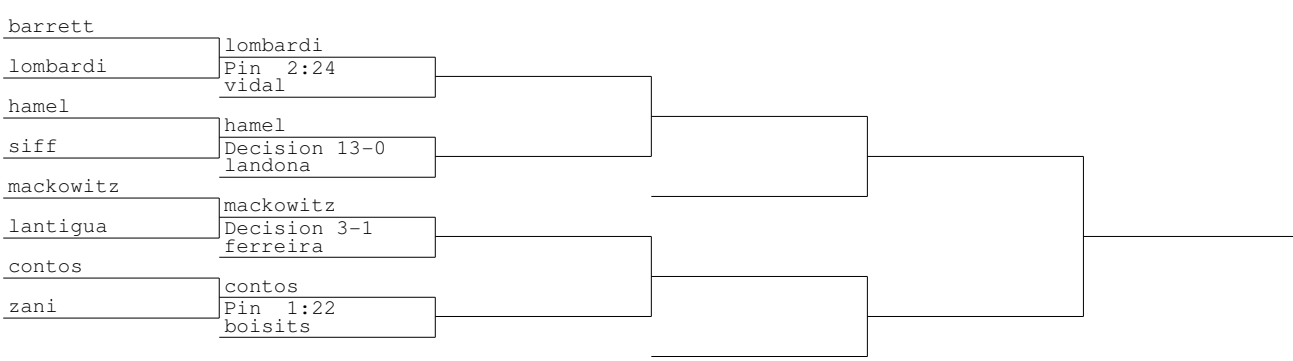 barrett
lombardi
lombardi
Pin  2:24
vidal
hamel
hamel
siff
Decision 13-0
landona
mackowitz
mackowitz
lantigua
Decision 3-1
ferreira
contos
contos
zani
Pin  1:22
boisits